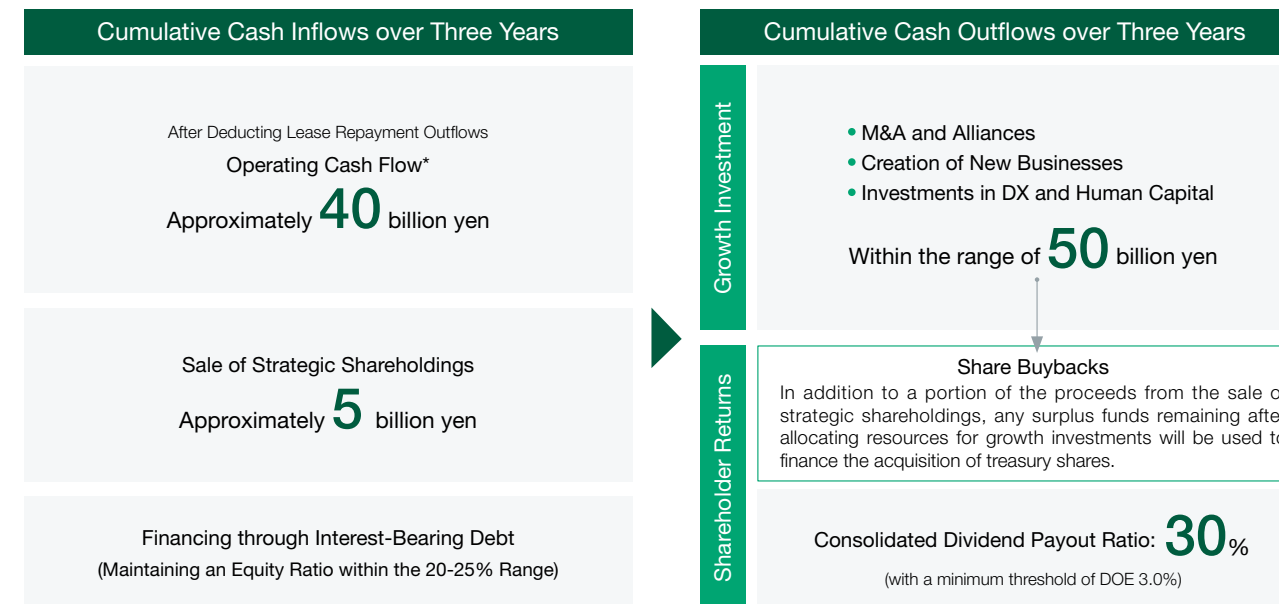 Cumulative Cash Inflows over Three Years
After Deducting Lease Repayment Outflows
Operating Cash Flow*
Approximately 40 billion yen
Sale of Strategic Shareholdings
Approximately 5 billion yen
Financing through Interest-Bearing Debt
(Maintaining an Equity Ratio within the 20-25% Range)
Cumulative Cash Outflows over Three Years
Growth Investment
• M&A and Alliances
• Creation of New Businesses
• Investments in DX and Human Capital
Within the range of 50 billion yen
Shareholder Returns
Share Buybacks
In addition to a portion of the proceeds from the sale
strategic shareholdings, any surplus funds remaining
allocating resources for growth investments will be used
finance the acquisition of treasury shares.
Consolidated Dividend Payout Ratio: 30%
(with a minimum threshold of DOE 3.0%)